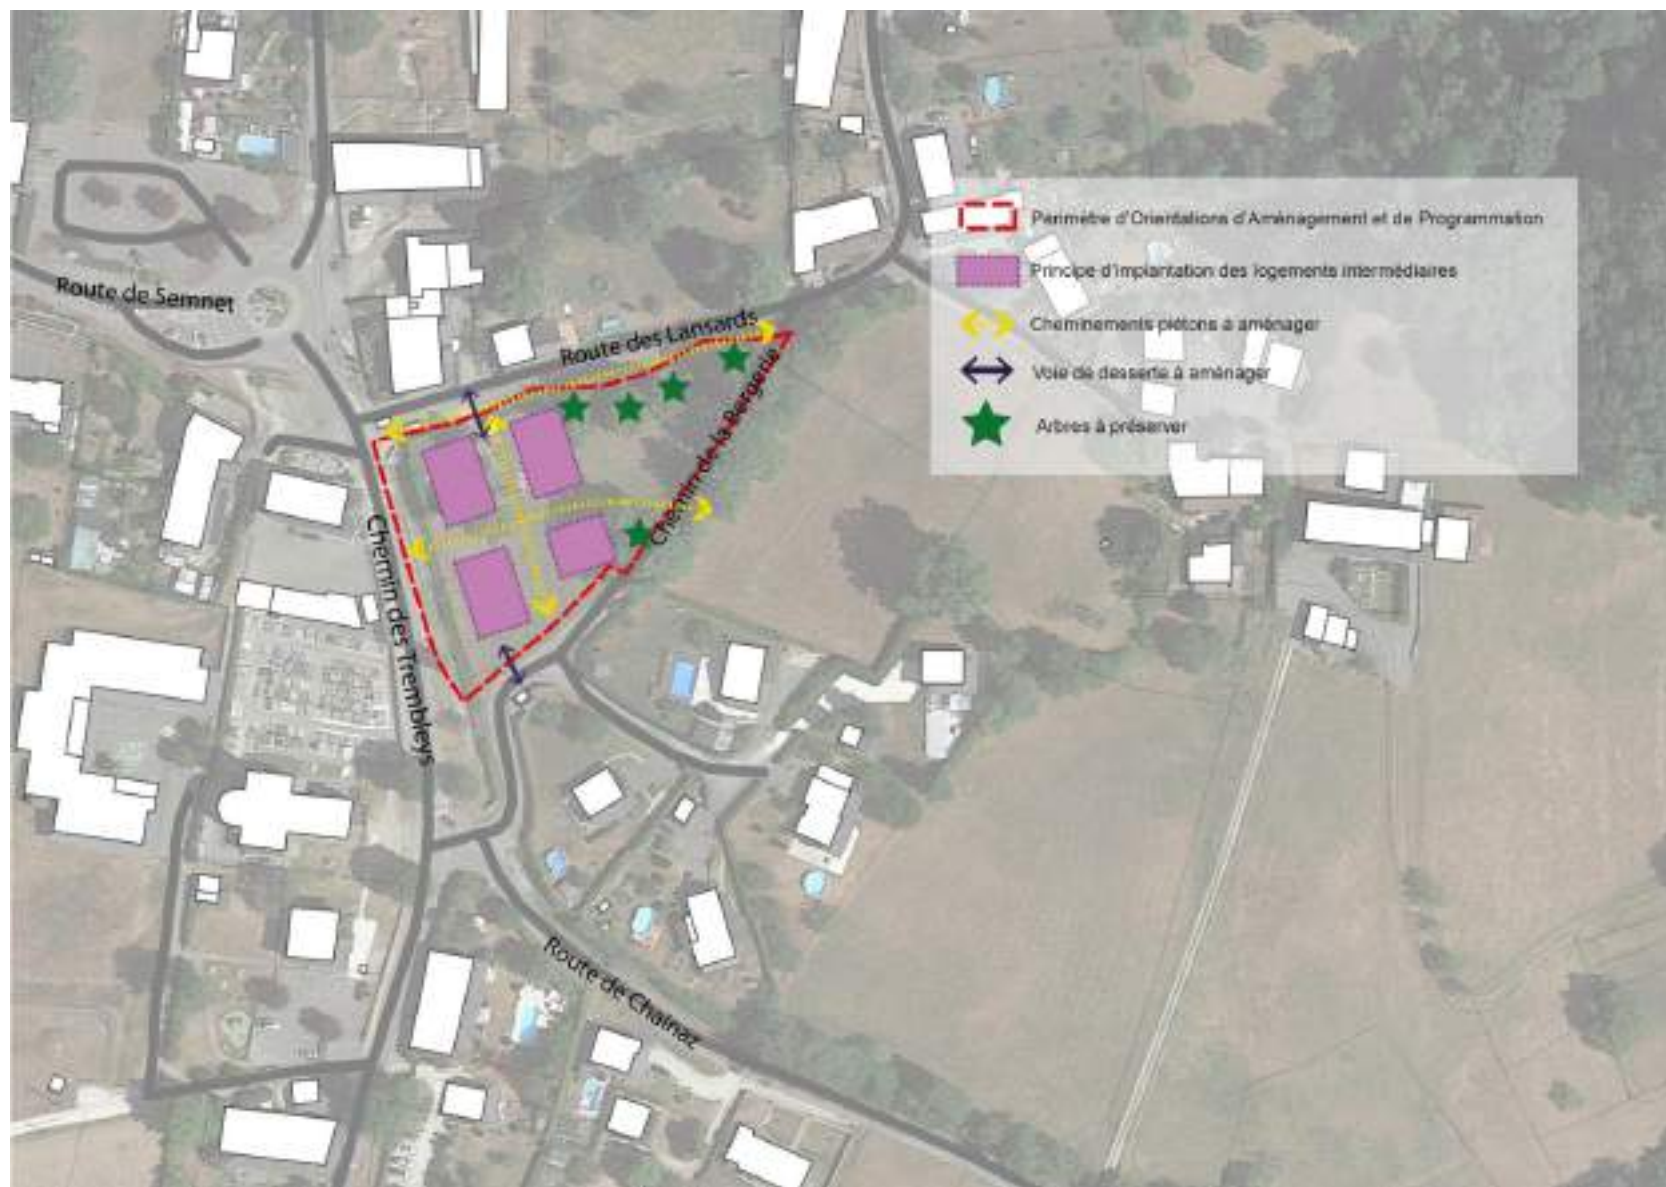 Périmètre d'Orientations d'Aménagement et de Programmation
Principe d'implantation des logements intermédiaires
Cheminements piétons à aménager
Voie de desserte à aménager
Arbres à préserver
Route de Semnet
Route des Lansards
Chemin de la Bergerie
Chemin des Trembleys
Route de Chainaz